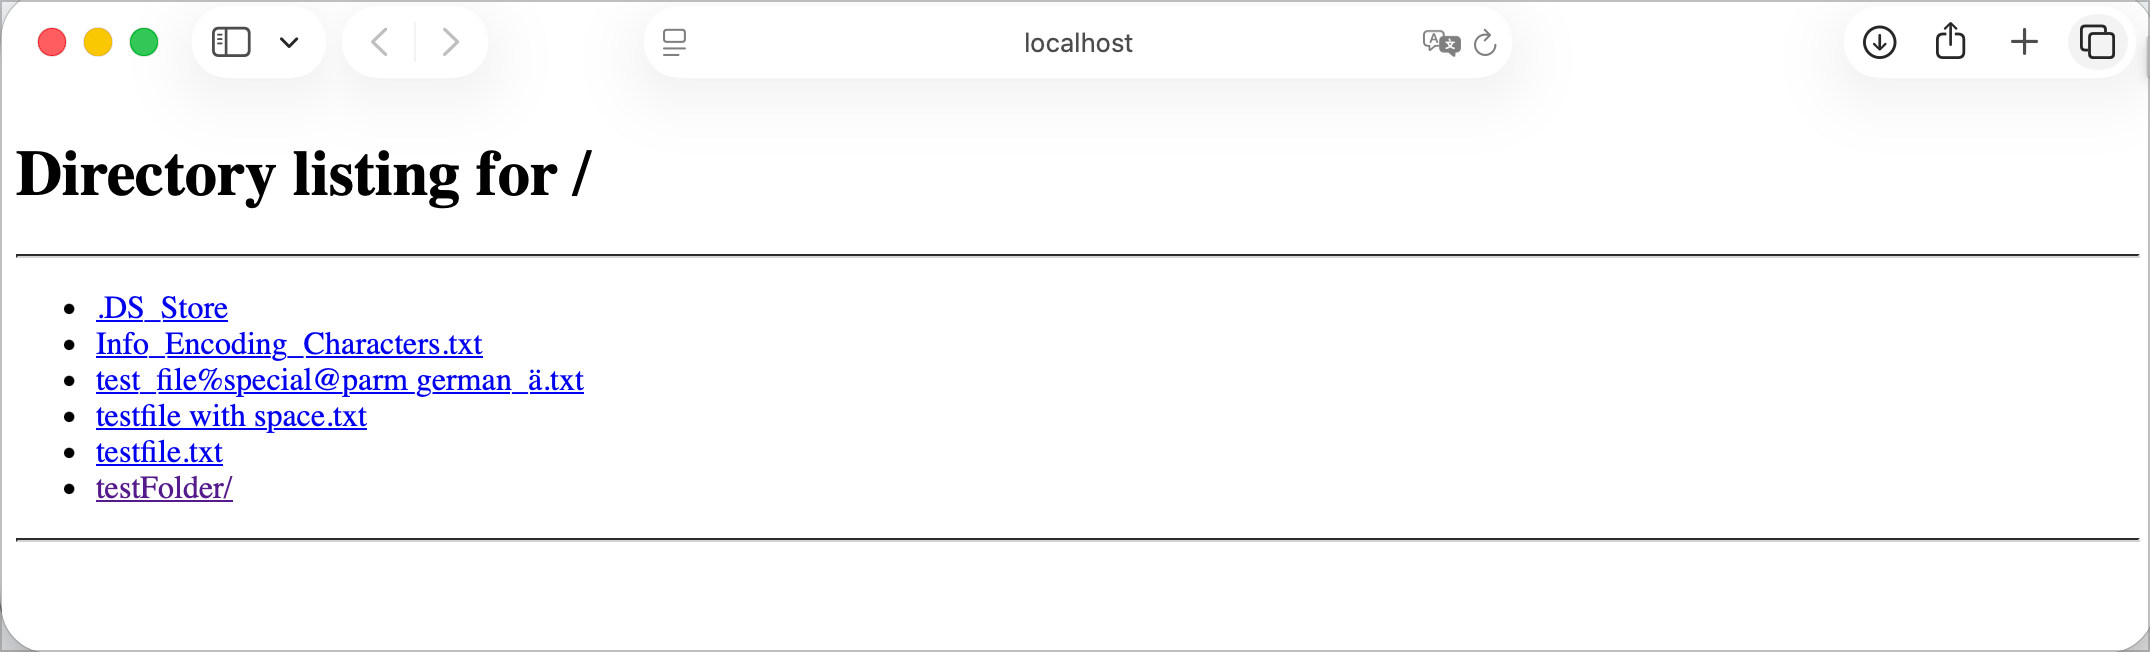 localhost
Directory listing for /
.DS_Store
Info_Encoding_Characters.txt
test_file%special@parm german_ä.txt
testfile with space.txt
testfile.txt
testFolder/